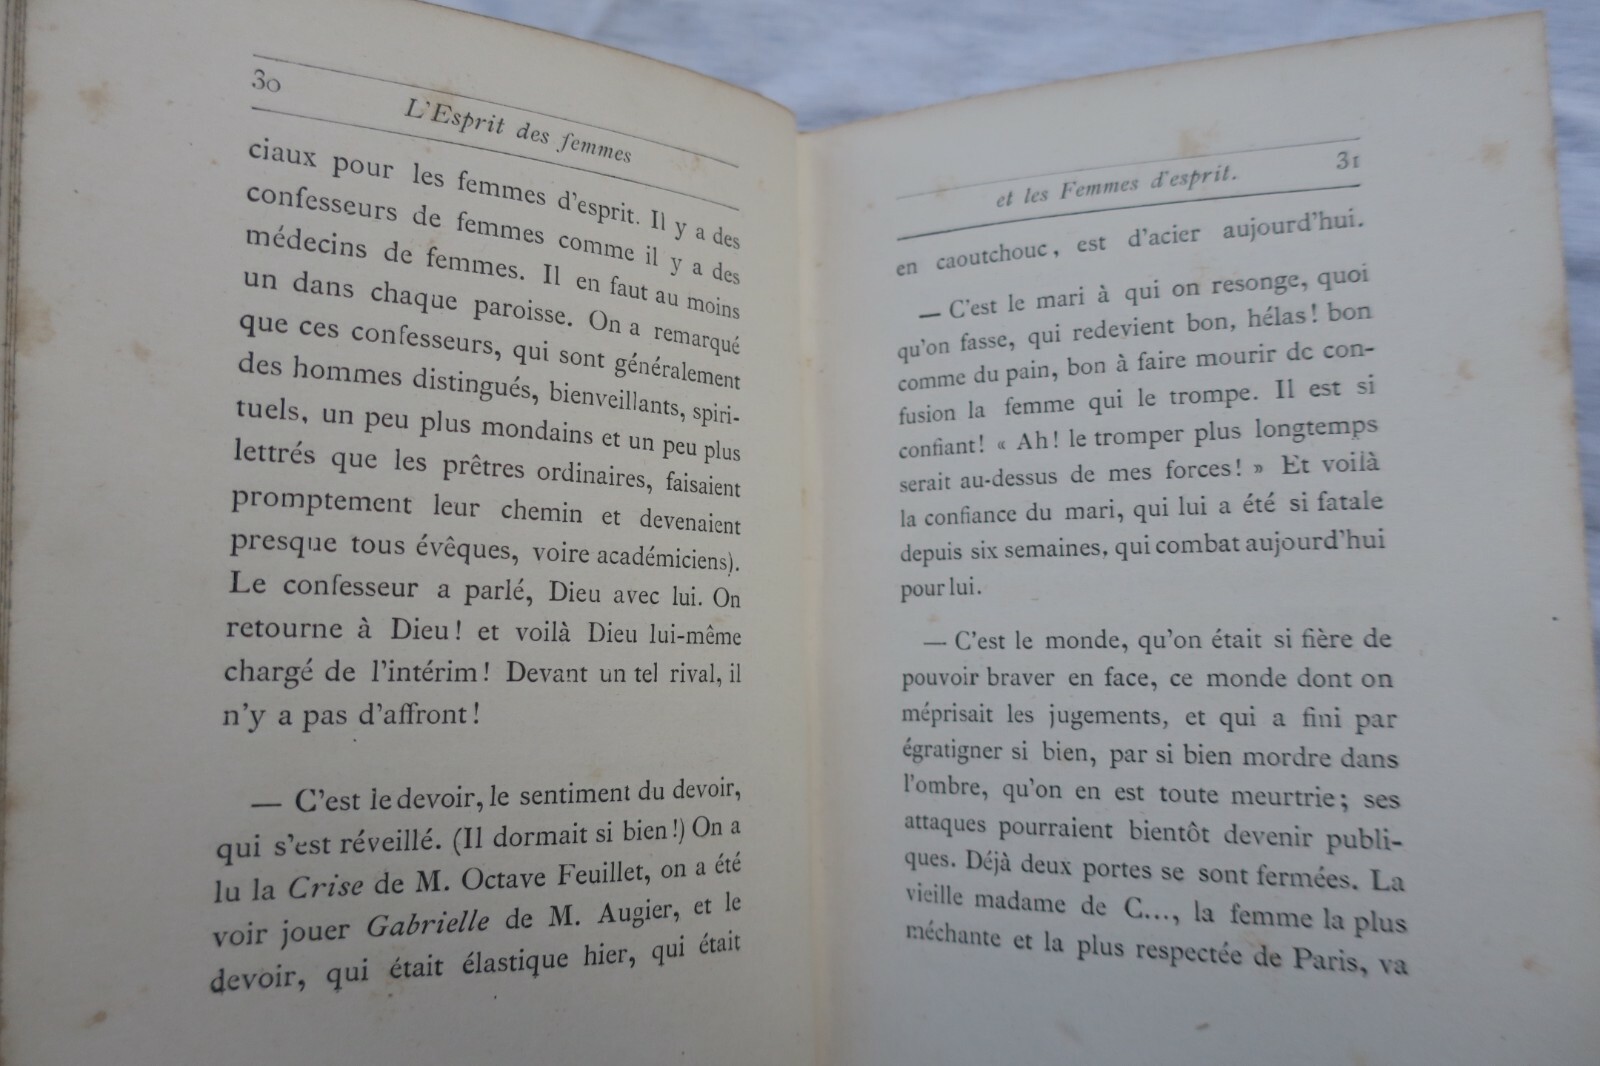 30
L'Esprit des femmes
ciaux pour les femmes d'esprit. Il y a des
confesseurs de femmes comme il y a des
médecins de femmes. Il en faut au moins
un dans chaque paroisse. On a remarqué
que ces confesseurs, qui sont généralement
des hommes distingués, bienveillants, spiri-
tuels, un peu plus mondains et un peu plus
lettrés que les prêtres ordinaires, faisaient
promptement leur chemin et devenaient
presque tous évêques, voire académiciens).
Le confesseur a parlé, Dieu avec lui. On
retourne à Dieu! et voilà Dieu lui-même
chargé de l'intérim! Devant un tel rival, il
n'y a pas d'affront!
— C'est le devoir, le sentiment du devoir,
qui s'est réveillé. (Il dormait si bien!) On a
lu la Crise de M. Octave Feuillet, on a été
voir jouer Gabrielle de M. Augier, et le
devoir, qui était élastique hier, qui était
et les Femmes d'esprit.
31
en caoutchouc, est d'acier aujourd'hui.
— C'est le mari à qui on resonge, quoi
qu'on fasse, qui redevient bon, hélas! bon
comme du pain, bon à faire mourir de con-
fusion la femme qui le trompe. Il est si
confiant! « Ah! le tromper plus longtemps
serait au-dessus de mes forces! » Et voilà
la confiance du mari, qui lui a été si fatale
depuis six semaines, qui combat aujourd'hui
pour lui.
— C'est le monde, qu'on était si fière de
pouvoir braver en face, ce monde dont on
méprisait les jugements, et qui a fini par
égratigner si bien, par si bien mordre dans
l'ombre, qu'on en est toute meurtrie; ses
attaques pourraient bientôt devenir publi-
ques. Déjà deux portes se sont fermées. La
vieille madame de C..., la femme la plus
méchante et la plus respectée de Paris, va